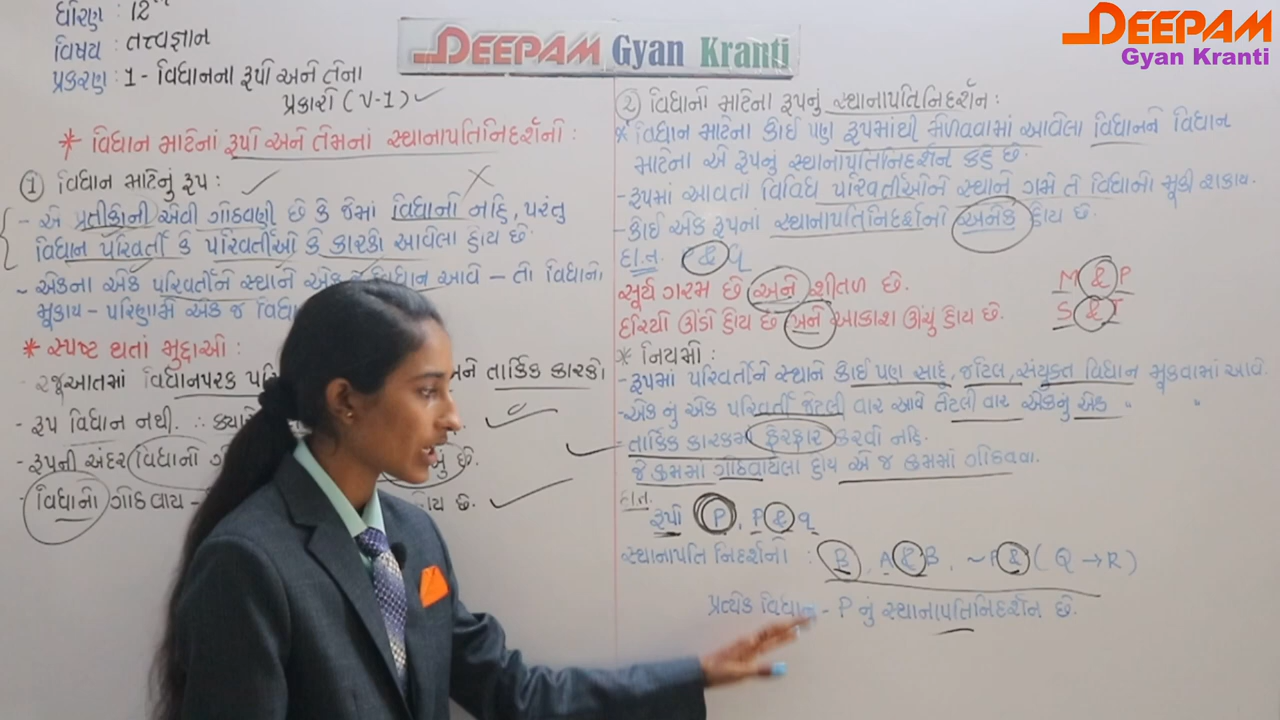 DEEPAM
Gyan Kranti
DEEPAM Gyan Kranti
ધોરણ : 12th
વિષય : તત્ત્વજ્ઞાન
પ્રકરણ : 1 - વિધાનના રૂપો અને તેના
પ્રકારો (V-1)
* વિધાન માટેનાં રૂપો અને તેમનાં સ્થાનાપત્તિનિદર્શનો :
① વિધાન માટેનું રૂપ :
- એ પ્રતીકોની એવી ગોઠવણી છે કે જેમાં વિધાનો નહિ, પરંતુ
વિધાન પરિવર્તો કે પરિવર્તીઓ કે કારકો આવેલા હોય છે.
- એકના એક પરિવર્તીને સ્થાને એક વિધાન આવે - તો વિધાનો
મૂકાય - પરિણામે એક જ વિધા
* સ્પષ્ટ થતાં મુદ્દાઓ :
- રજૂઆતમાં વિધાનપરક પરિ અને તાર્કિક કારકો
- રૂપ વિધાન નથી. ∴ ક્યારે
- રૂપની અંદર વિધાનો ગો છે.
- વિધાનો ગોઠવાય - હોય છે.
② વિધાનો માટેના રૂપનું સ્થાનાપત્તિનિદર્શન :
* વિધાન માટેના કોઈ પણ રૂપમાંથી મેળવવામાં આવેલા વિધાનને વિધાન
માટેના એ રૂપનું સ્થાનાપત્તિનિદર્શન કહે છે.
- રૂપમાં આવતા વિવિધ પરિવર્તીઓને સ્થાને ગમે તે વિધાનો મૂકી શકાય.
- કોઈ એક રૂપનાં સ્થાનાપત્તિનિદર્શનો અનેક હોય છે.
દા.ત. P & q
સૂર્ય ગરમ છે અને શીતળ છે. M & P
દરિયો ઊંડો હોય છે અને આકાશ ઊંચુ હોય છે. S & T
* નિયમો :
- રૂપમાં પરિવર્તીને સ્થાને કોઈ પણ સાદું, જટિલ, સંયુક્ત વિધાન મૂકવામાં આવે.
- એક નું એક પરિવર્તી જેટલી વાર આવે તેટલી વાર એકનું એક " "
- તાર્કિક કારકમાં ફેરફાર કરવો નહિ.
જે ક્રમમાં ગોઠવાયેલા હોય એ જ ક્રમમાં ગોઠવવા.
દા.ત.
રૂપો P, P & q
સ્થાનાપત્તિ નિદર્શનો : B, A & B, ~P & (Q → R)
પ્રત્યેક વિધાન - P નું સ્થાનાપત્તિનિદર્શન છે.